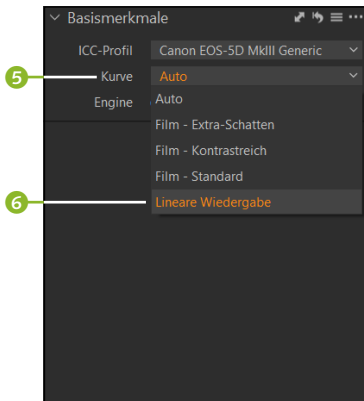 Basismerkmale
ICC-Profil Canon EOS-5D MkIII Generic
5 Kurve Auto
Engine Auto
Film - Extra-Schatten
Film - Kontrastreich
Film - Standard
6 Lineare Wiedergabe